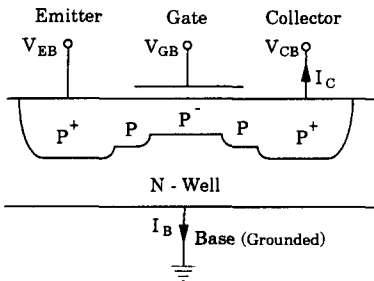 Emitter Gate Collector
V_EB V_GB V_CB
I_C
P^+ P P^- P P^+
N - Well
I_B Base (Grounded)